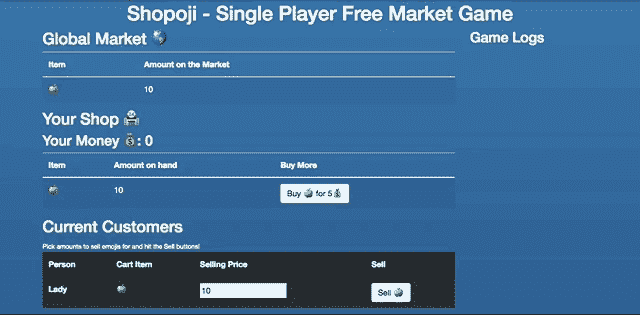 Shopoji - Single Player Free Market Game
Global Market
Game Logs
Item Amount on the Market
10
Your Shop
Your Money : 0
Item Amount on hand Buy More
10 Buy for 5
Current Customers
Pick amounts to sell emojis for and hit the Sell buttons!
Person Cart Item Selling Price Sell
Lady 10 Sell